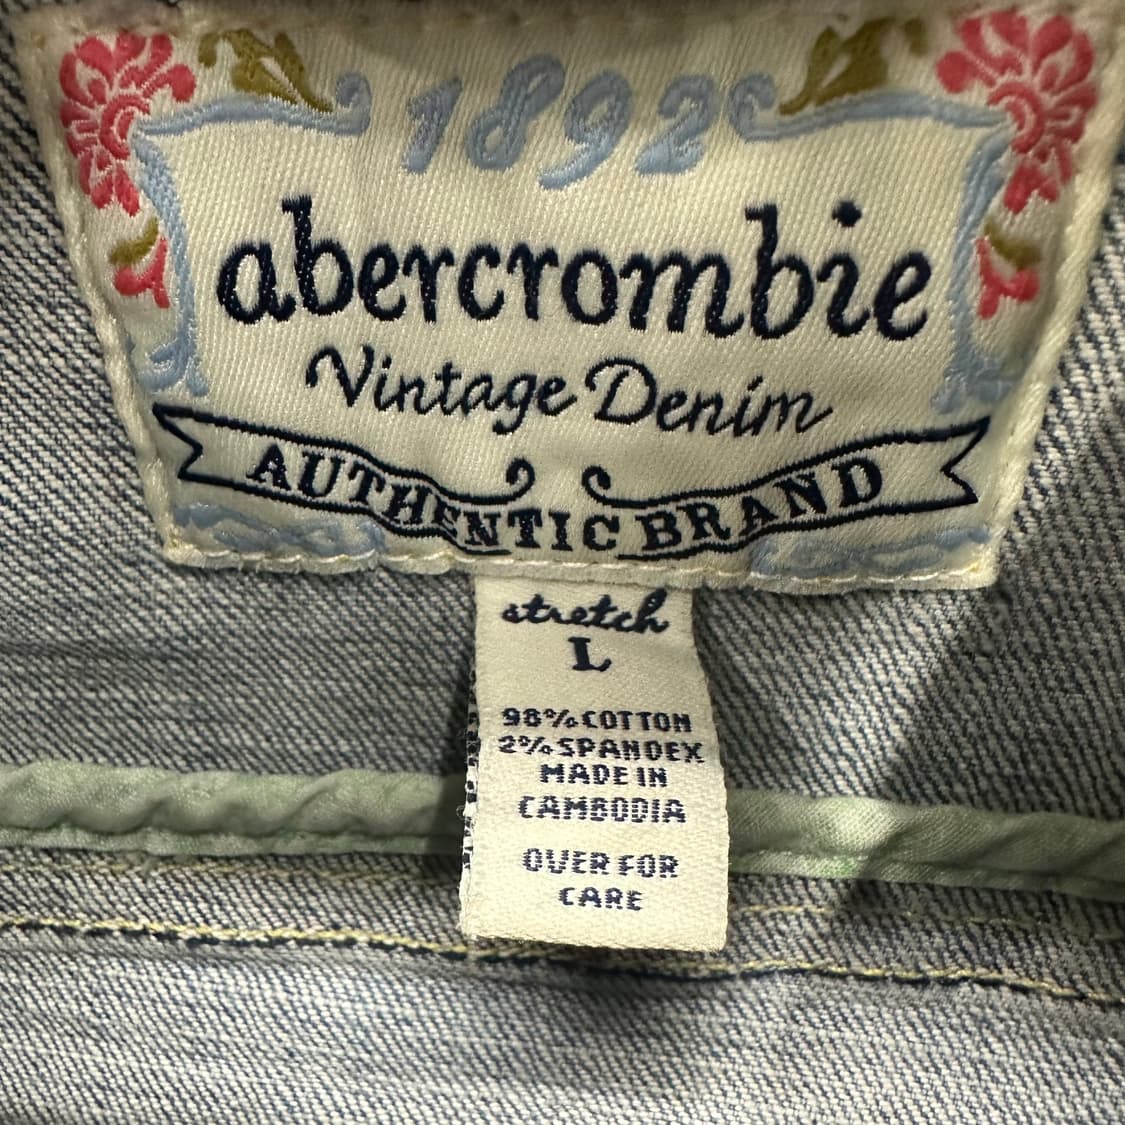 1892
abercrombie
Vintage Denim
AUTHENTIC BRAND
stretch
L
98% COTTON
2% SPANDEX
MADE IN
CAMBODIA
OVER FOR
CARE